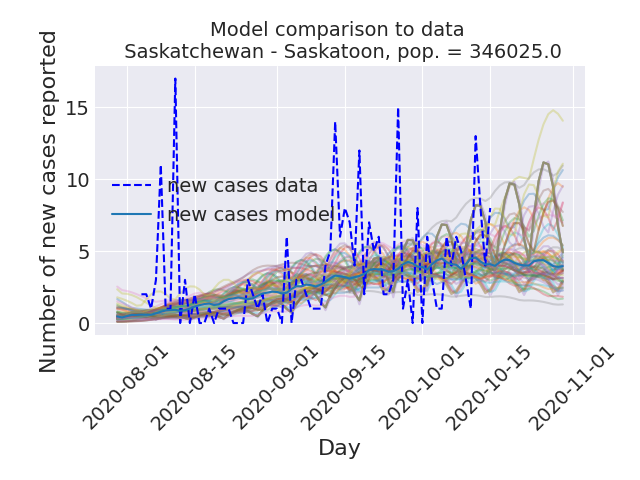 Model comparison to data
Saskatchewan - Saskatoon, pop. = 346025.0
Number of new cases reported
15
10
5
0
new cases data
new cases model
2020-08-01
2020-08-15
2020-09-01
2020-09-15
2020-10-01
2020-10-15
2020-11-01
Day